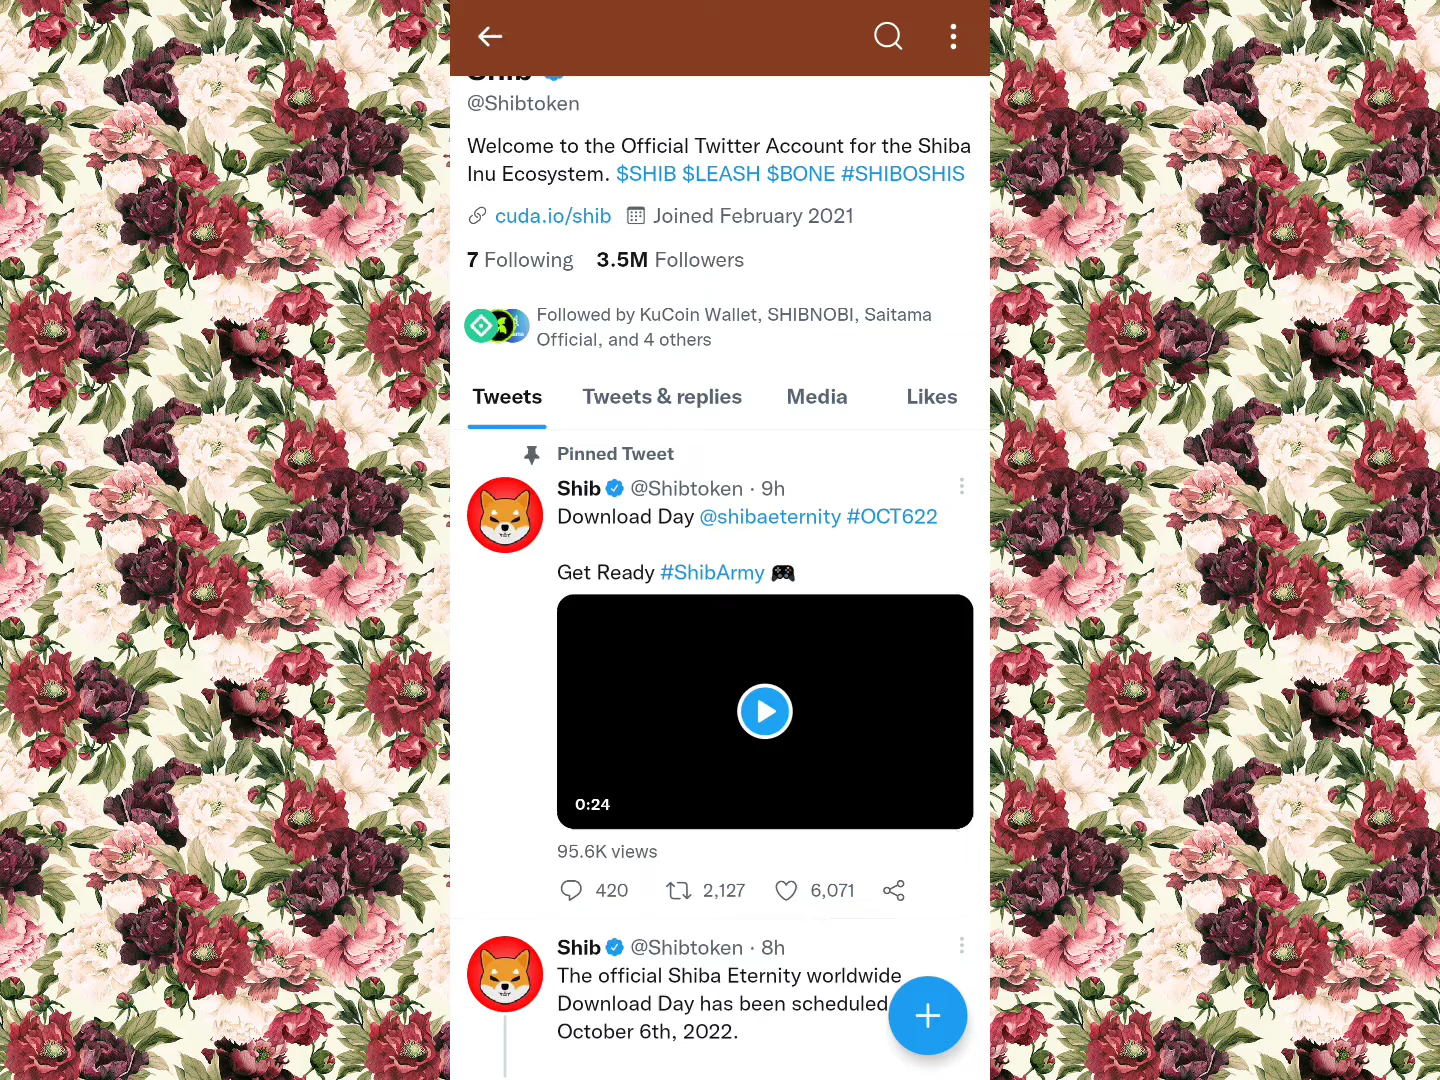 Shib
@Shibtoken
Welcome to the Official Twitter Account for the Shiba
Inu Ecosystem. $SHIB $LEASH $BONE #SHIBOSHIS
cuda.io/shib Joined February 2021
7 Following 3.5M Followers
Followed by KuCoin Wallet, SHIBNOBI, Saitama
Official, and 4 others
Tweets Tweets & replies Media Likes
Pinned Tweet
Shib @Shibtoken · 9h
Download Day @shibaeternity #OCT622
Get Ready #ShibArmy
0:24
95.6K views
420 2,127 6,071
Shib @Shibtoken · 8h
The official Shiba Eternity worldwide
Download Day has been scheduled
October 6th, 2022.